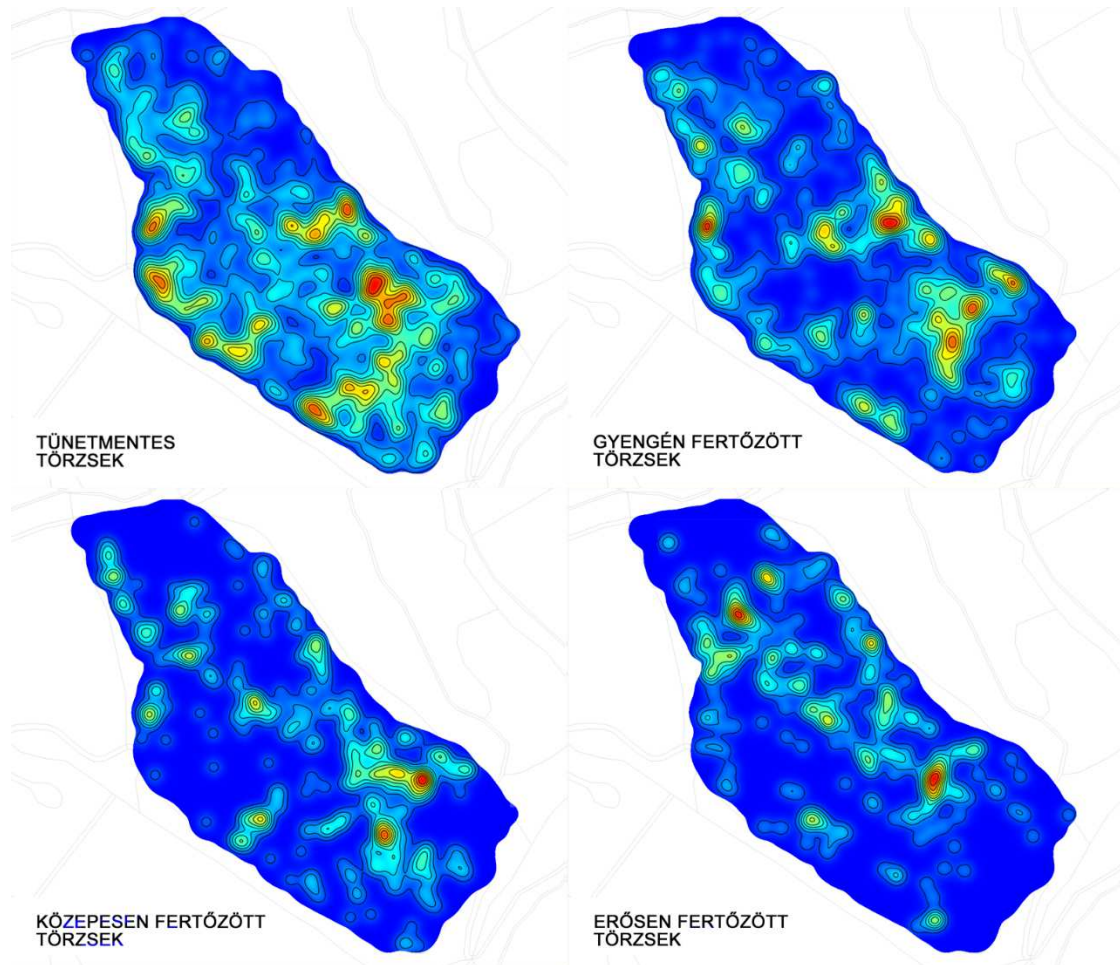 TÜNETMENTES
TÖRZSEK
GYENGÉN FERTŐZÖTT
TÖRZSEK
KÖZEPESEN FERTŐZÖTT
TÖRZSEK
ERŐSEN FERTŐZÖTT
TÖRZSEK